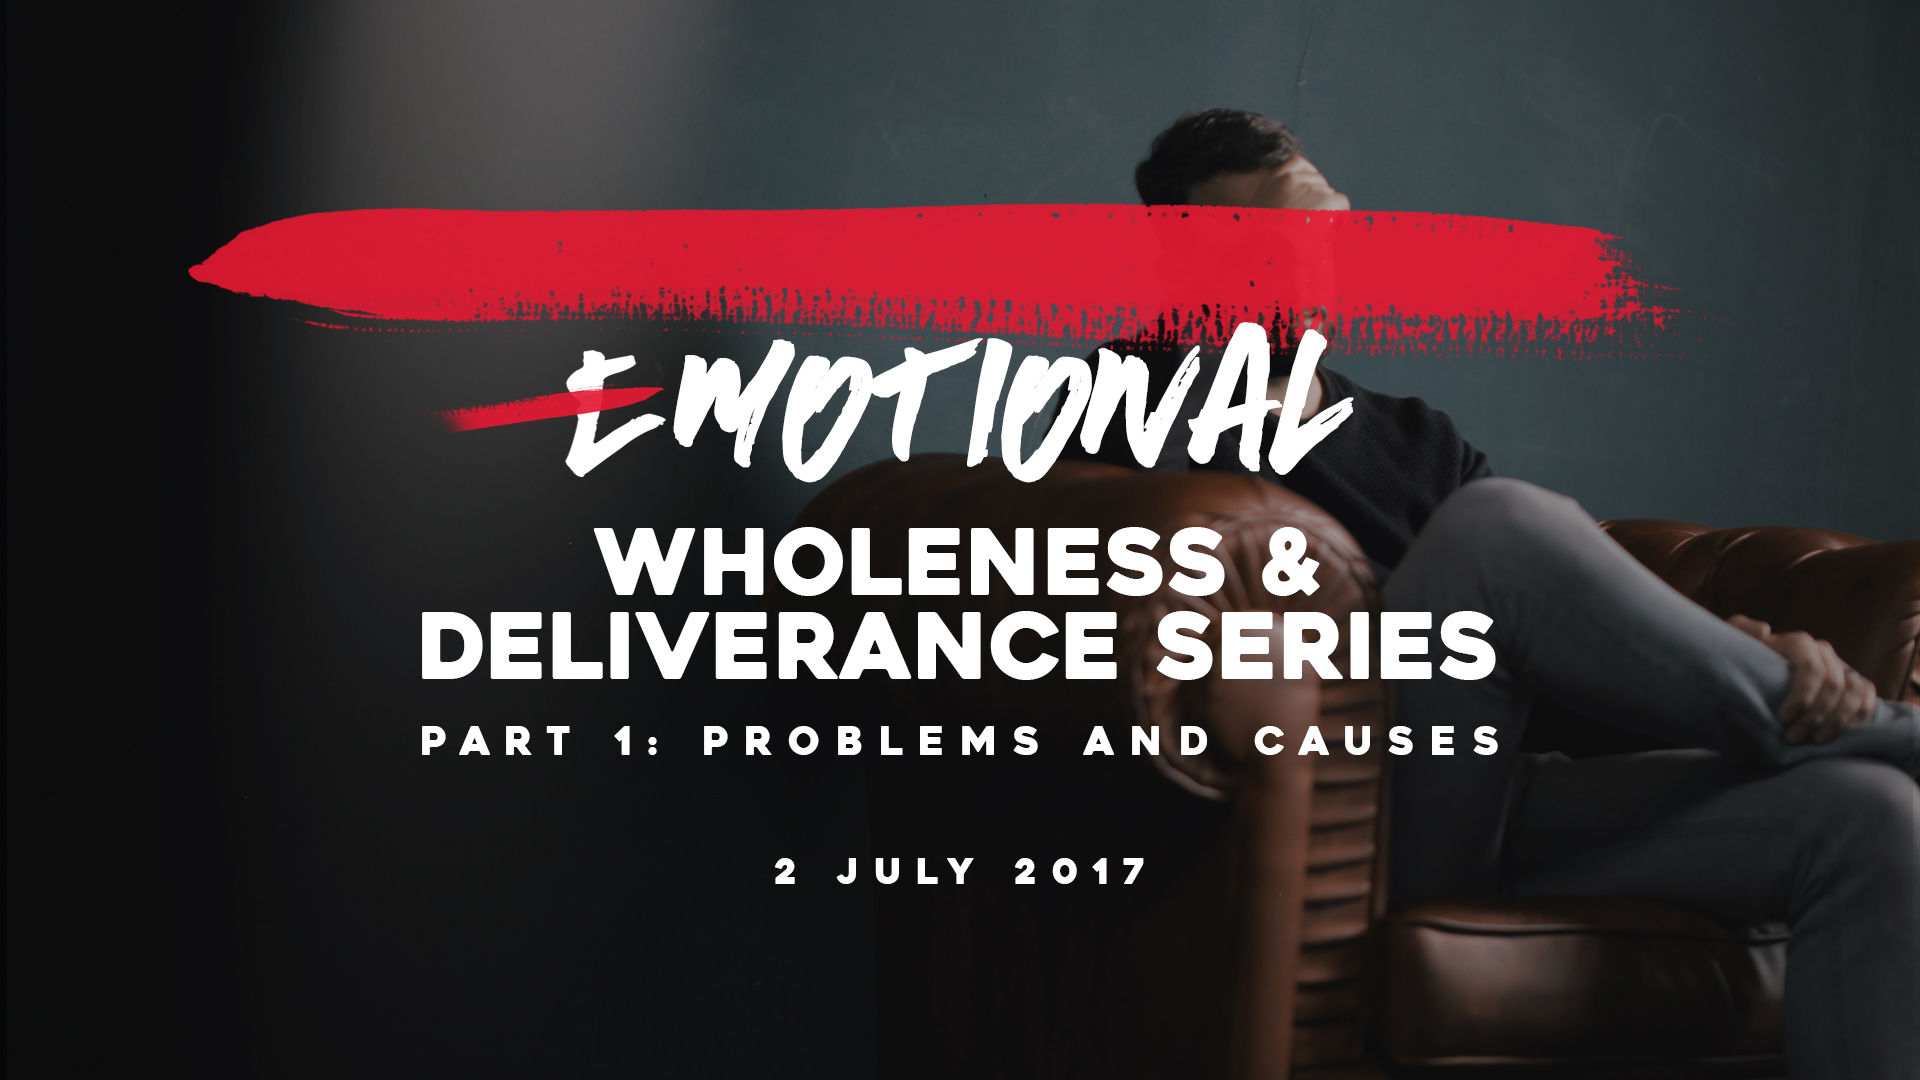 EMOTIONAL
WHOLENESS &
DELIVERANCE SERIES
PART 1: PROBLEMS AND CAUSES
2 JULY 2017